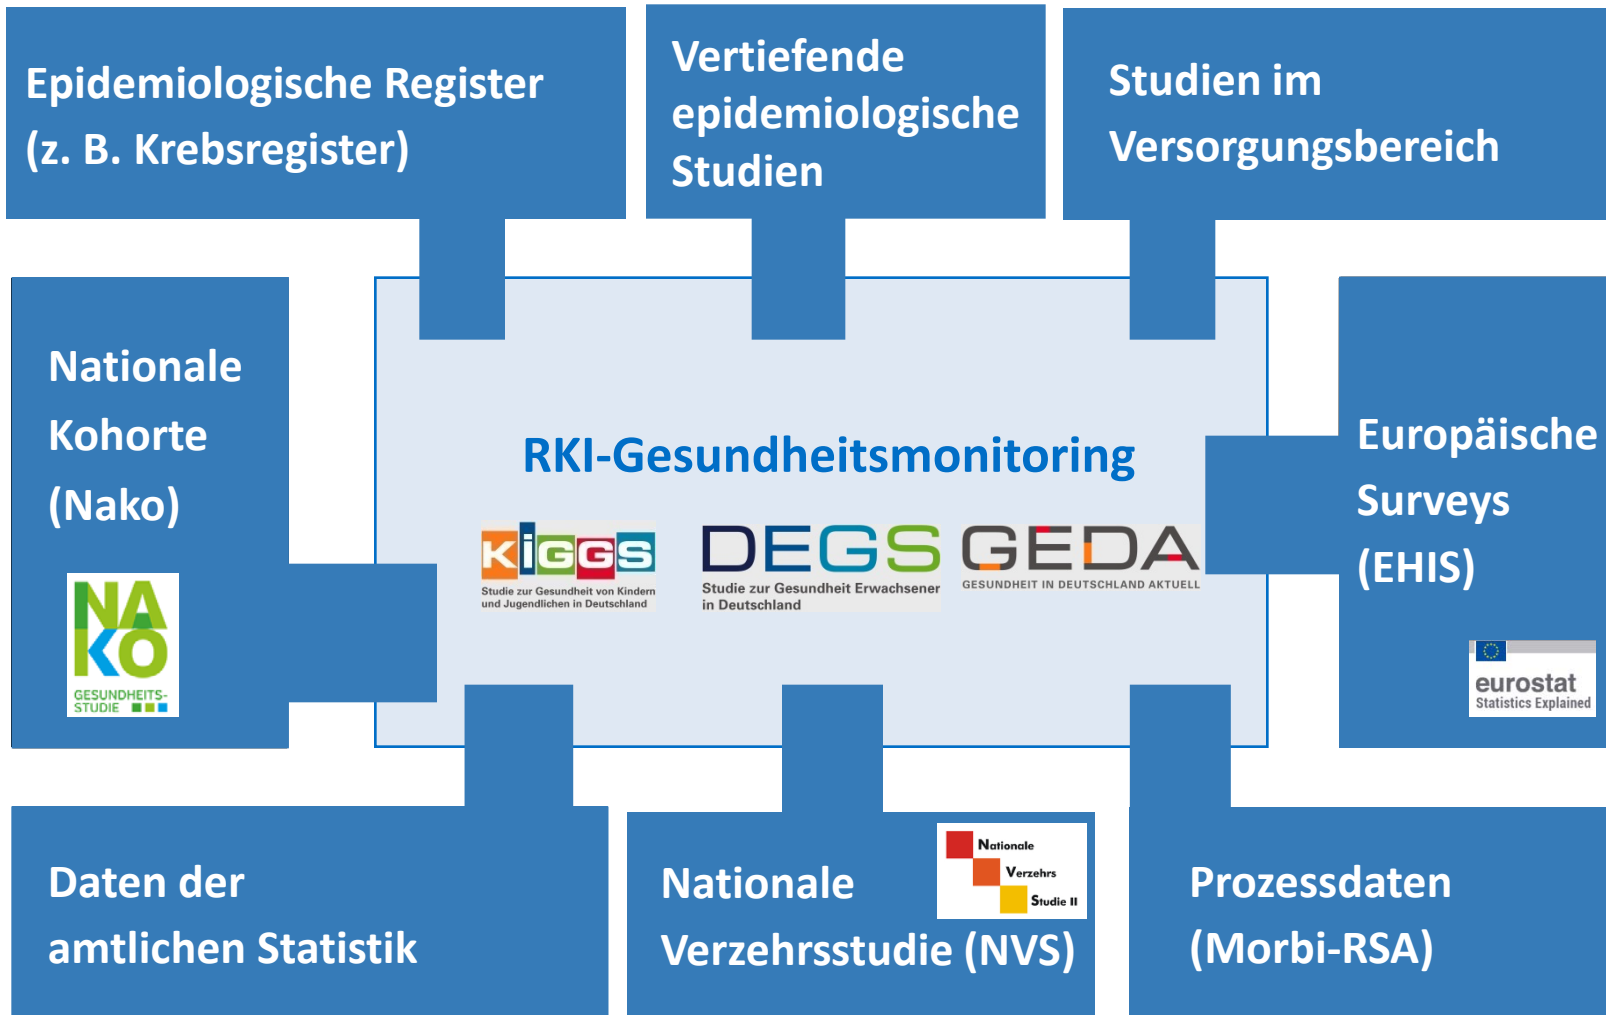 Epidemiologische Register
(z. B. Krebsregister)
Vertiefende
epidemiologische
Studien
Studien im
Versorgungsbereich
Nationale
Kohorte
(Nako)
NA
KO
GESUNDHEITS-
STUDIE
RKI-Gesundheitsmonitoring
KiGGS
Studie zur Gesundheit von Kindern
und Jugendlichen in Deutschland
DEGS
Studie zur Gesundheit Erwachsener
in Deutschland
GEDA
GESUNDHEIT IN DEUTSCHLAND AKTUELL
Europäische
Surveys
(EHIS)
eurostat
Statistics Explained
Daten der
amtlichen Statistik
Nationale
Verzehrsstudie (NVS)
Nationale
Verzehrs
Studie II
Prozessdaten
(Morbi-RSA)